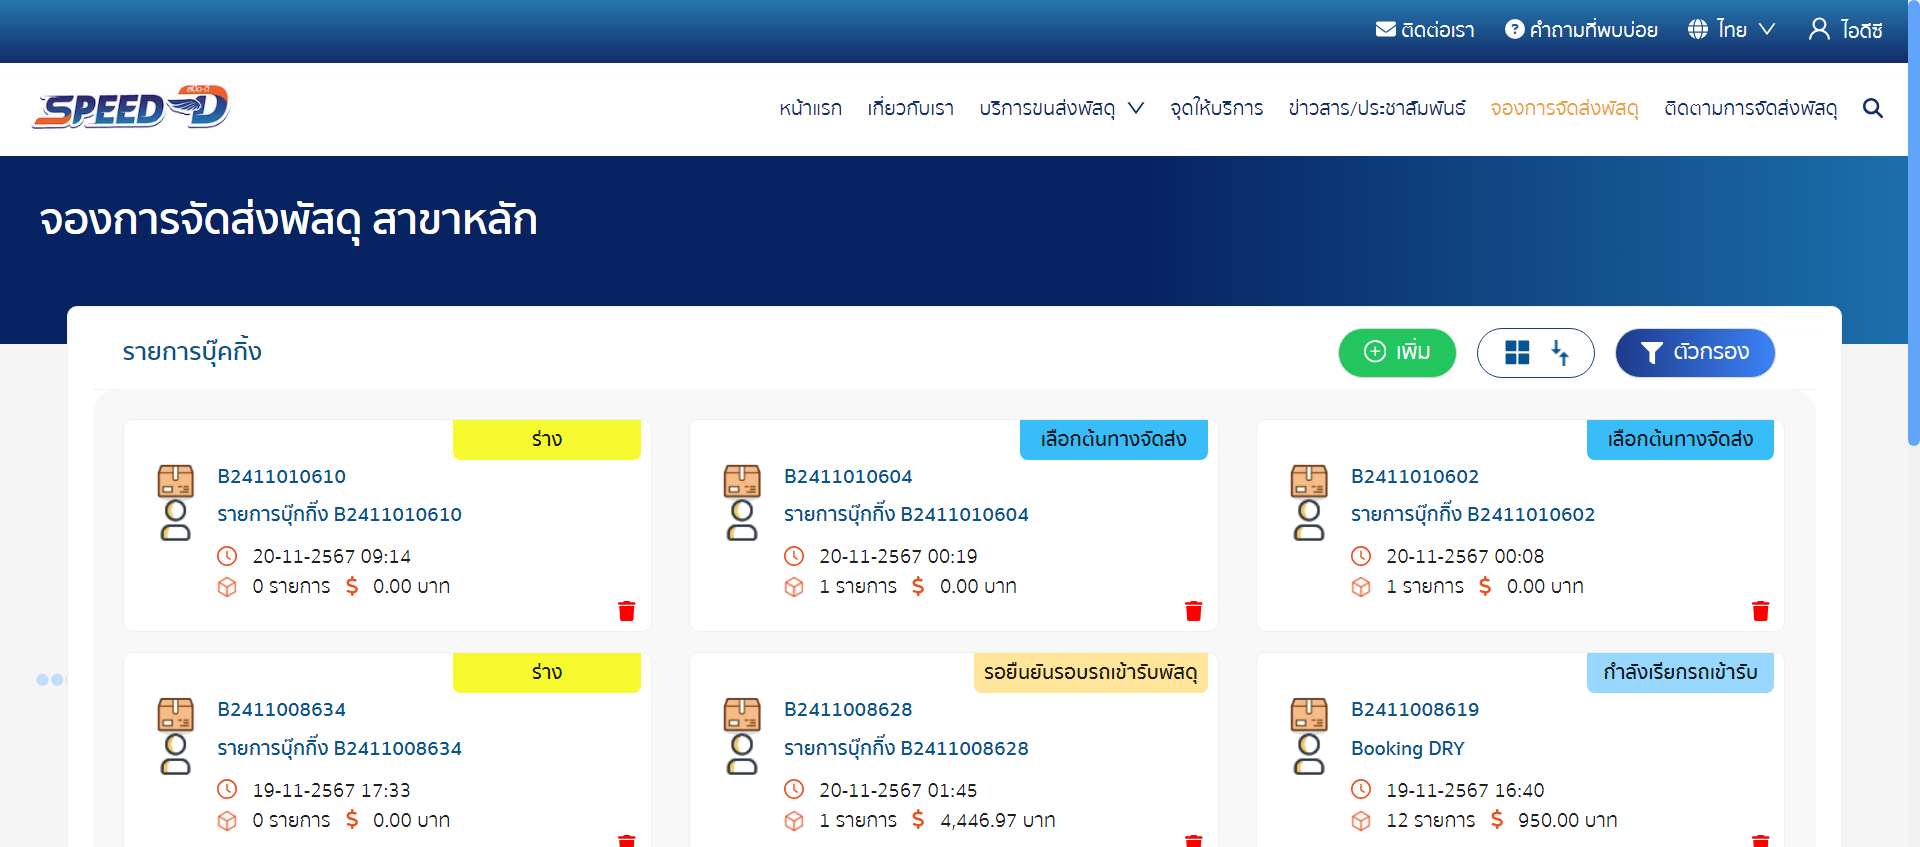 ติดต่อเรา คำถามที่พบบ่อย ไทย ไอดีซี
สปีด-ดี
SPEED-D
หน้าแรก เกี่ยวกับเรา บริการขนส่งพัสดุ จุดให้บริการ ข่าวสาร/ประชาสัมพันธ์ จองการจัดส่งพัสดุ ติดตามการจัดส่งพัสดุ
จองการจัดส่งพัสดุ สาขาหลัก
รายการบุ๊คกิ้ง เพิ่ม ตัวกรอง
ร่าง
B2411010610
รายการบุ๊กกิ๊ง B2411010610
20-11-2567 09:14
0 รายการ $ 0.00 บาท
เลือกต้นทางจัดส่ง
B2411010604
รายการบุ๊กกิ๊ง B2411010604
20-11-2567 00:19
1 รายการ $ 0.00 บาท
เลือกต้นทางจัดส่ง
B2411010602
รายการบุ๊กกิ๊ง B2411010602
20-11-2567 00:08
1 รายการ $ 0.00 บาท
ร่าง
B2411008634
รายการบุ๊กกิ๊ง B2411008634
19-11-2567 17:33
0 รายการ $ 0.00 บาท
รอยืนยันรอบรถเข้ารับพัสดุ
B2411008628
รายการบุ๊กกิ๊ง B2411008628
20-11-2567 01:45
1 รายการ $ 4,446.97 บาท
กำลังเรียกรถเข้ารับ
B2411008619
Booking DRY
19-11-2567 16:40
12 รายการ $ 950.00 บาท